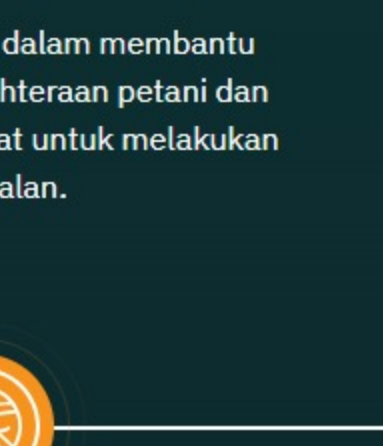 dalam membantu
hteraan petani dan
at untuk melakukan
alan.